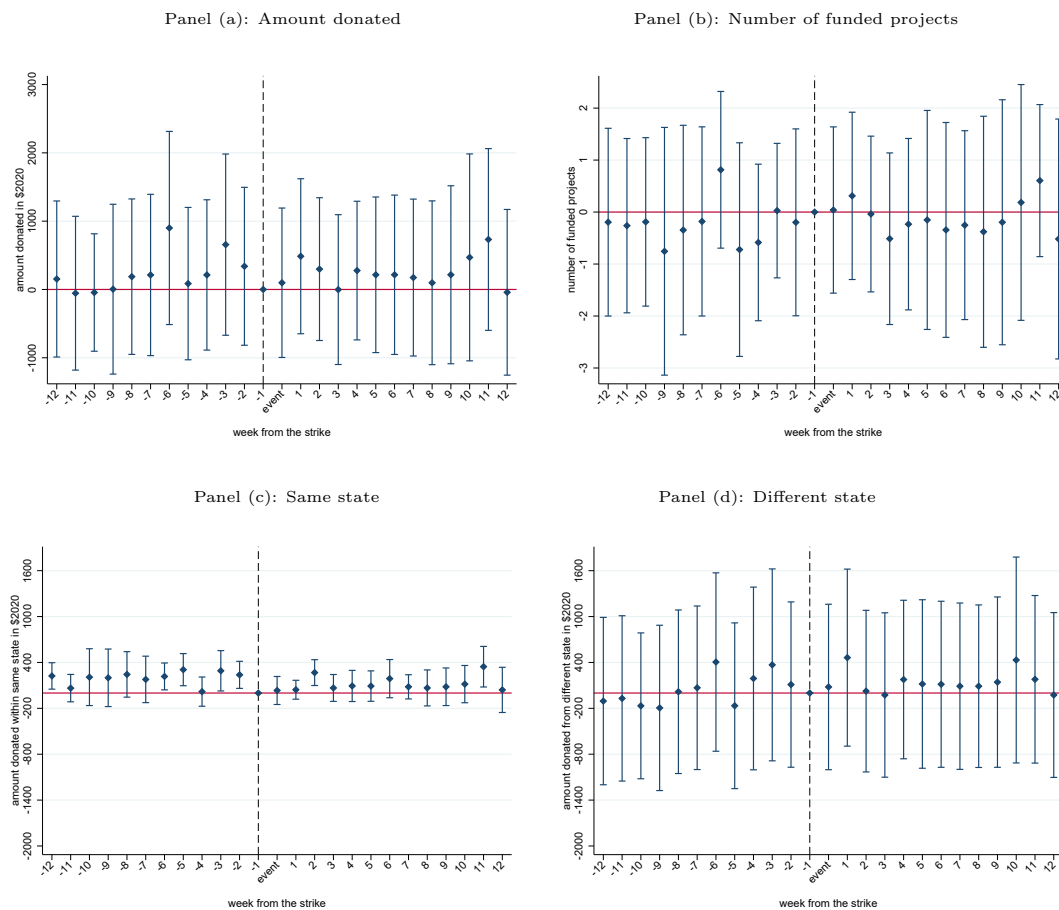 Panel (a): Amount donated
Panel (b): Number of funded projects
amount donated in $2020
3000
2000
1000
0
-1000
-12 -11 -10 -9 -8 -7 -6 -5 -4 -3 -2 -1 event 1 2 3 4 5 6 7 8 9 10 11 12
week from the strike
number of funded projects
2
1
0
-1
-2
-3
-12 -11 -10 -9 -8 -7 -6 -5 -4 -3 -2 -1 event 1 2 3 4 5 6 7 8 9 10 11 12
week from the strike
Panel (c): Same state
Panel (d): Different state
amount donated within same state in $2020
1600
1000
400
-200
-800
-1400
-2000
-12 -11 -10 -9 -8 -7 -6 -5 -4 -3 -2 -1 event 1 2 3 4 5 6 7 8 9 10 11 12
week from the strike
amount donated from different state in $2020
1600
1000
400
-200
-800
-1400
-2000
-12 -11 -10 -9 -8 -7 -6 -5 -4 -3 -2 -1 event 1 2 3 4 5 6 7 8 9 10 11 12
week from the strike